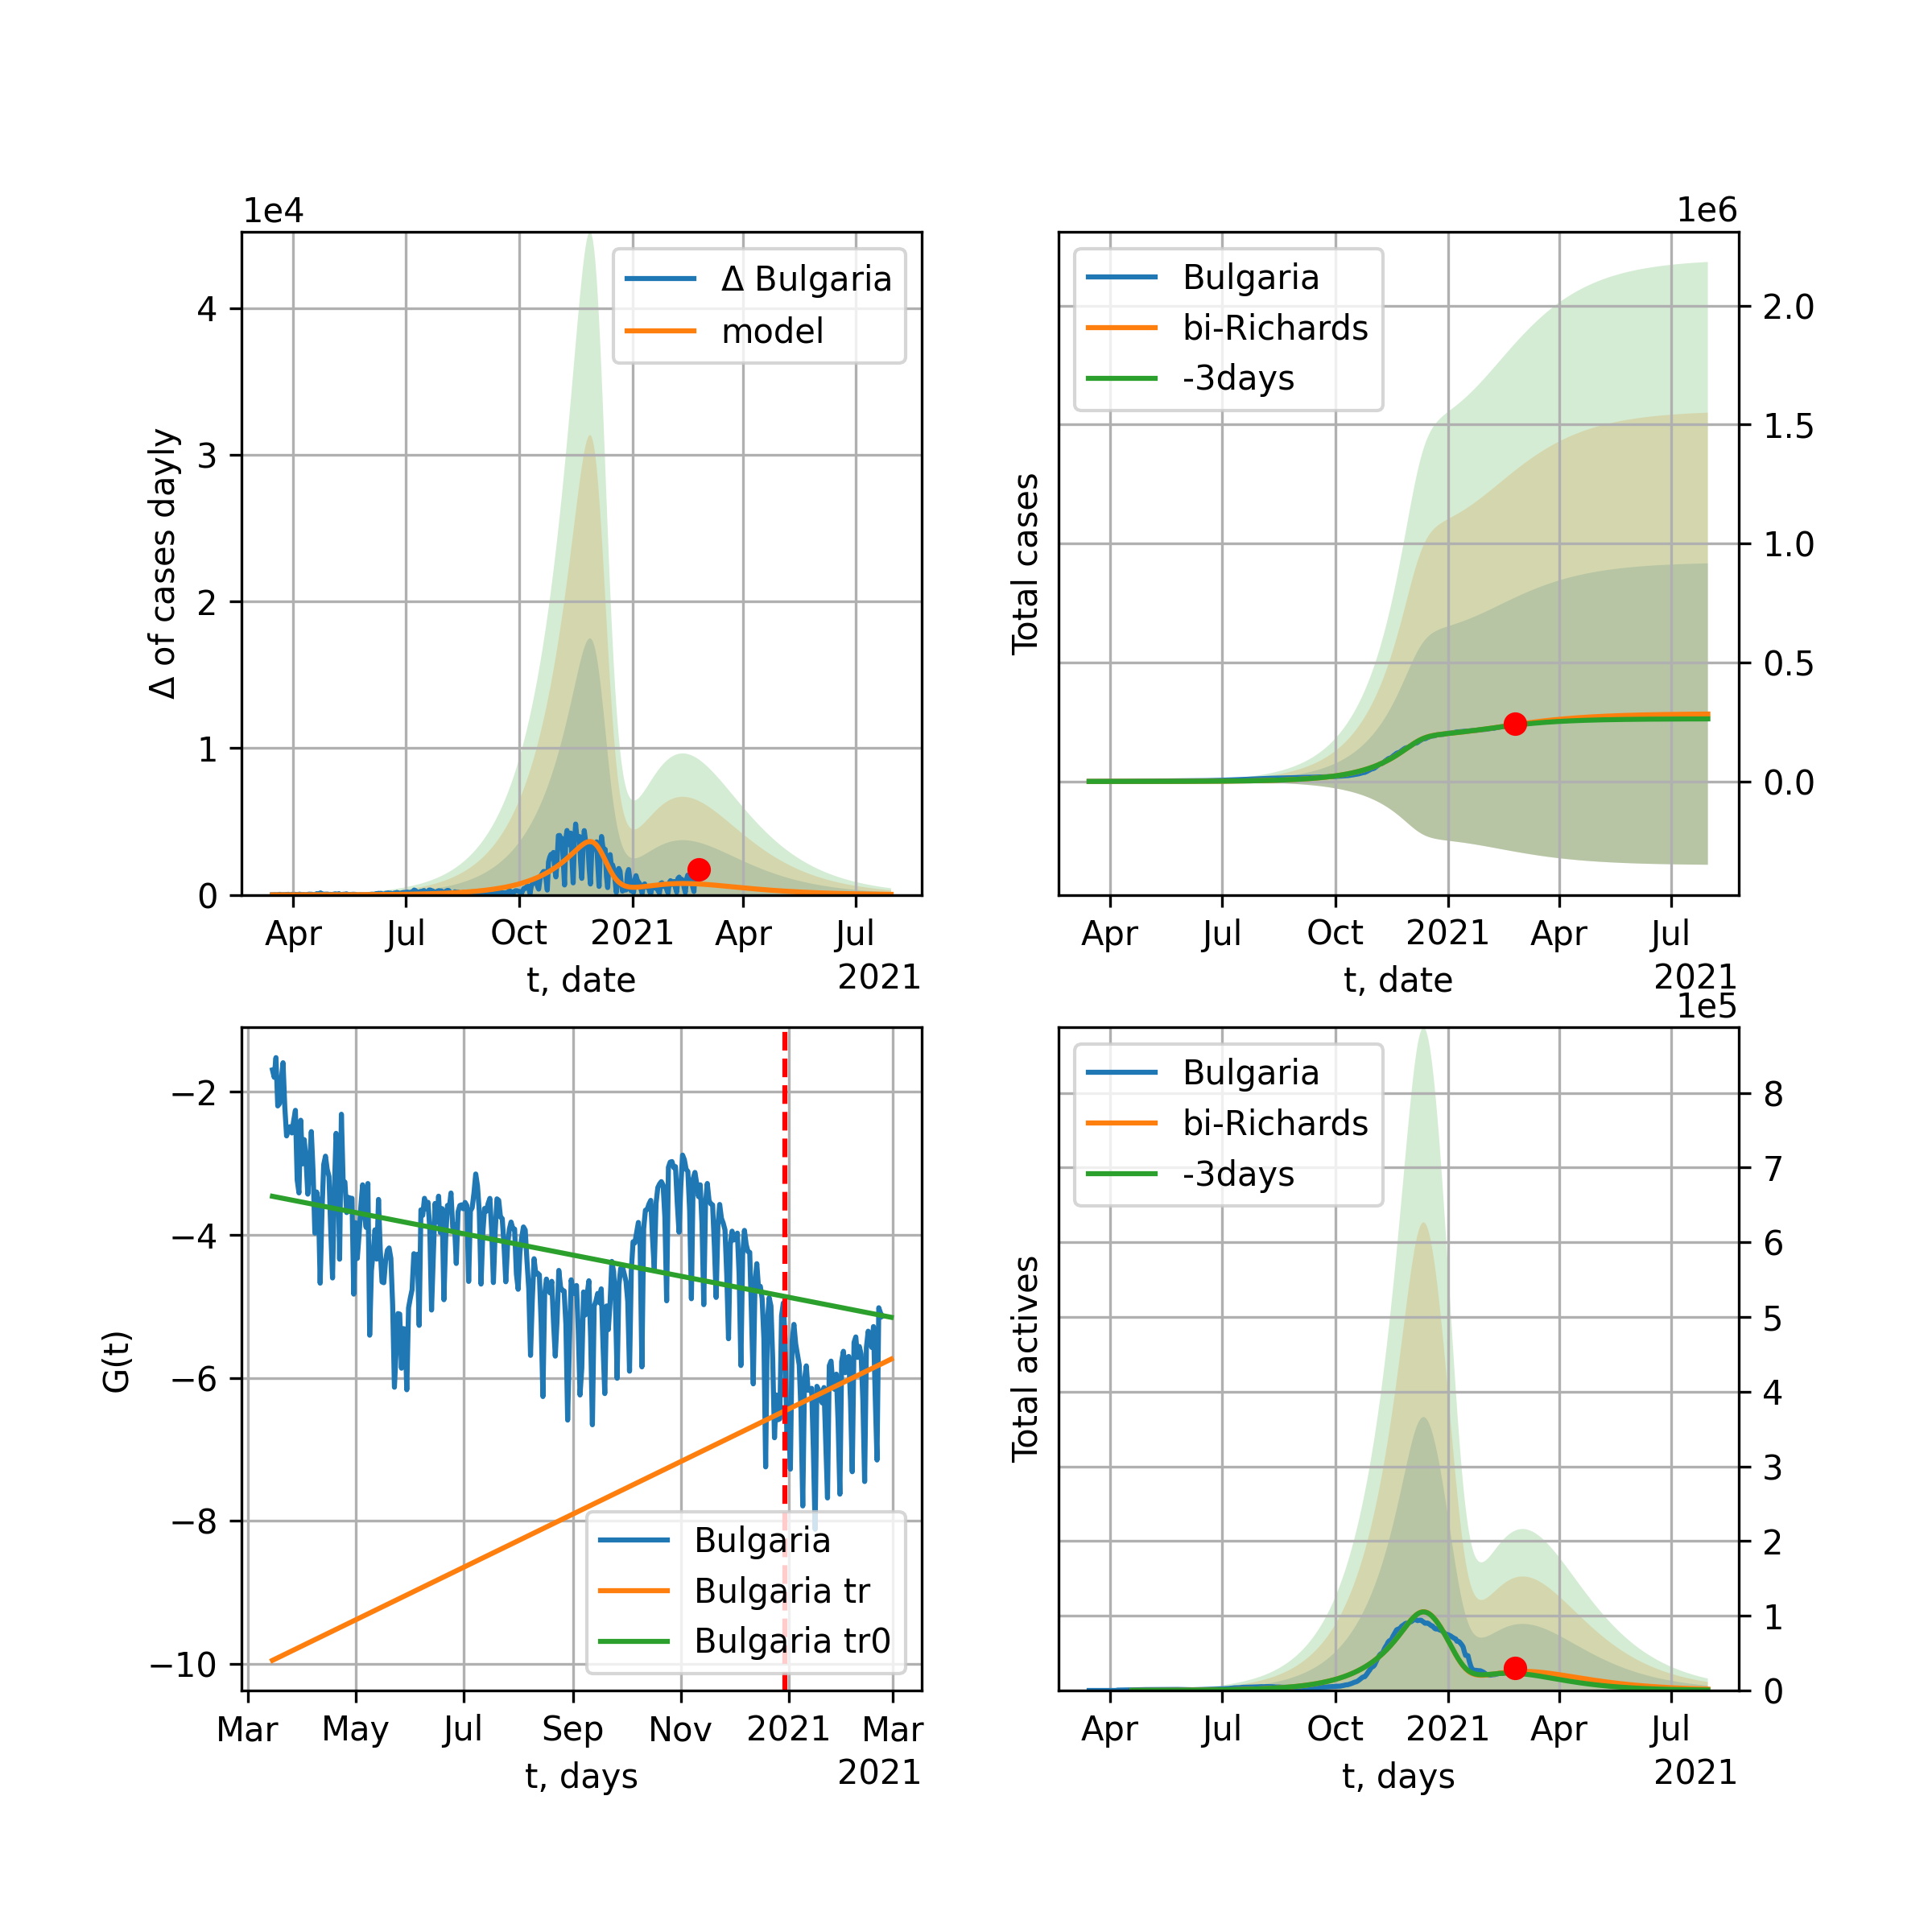 1e4
Δ of cases dayly
4
3
2
1
0
Δ Bulgaria
model
Apr Jul Oct 2021 Apr Jul
t, date
2021
1e6
Total cases
Bulgaria
bi-Richards
-3days
2.0
1.5
1.0
0.5
0.0
Apr Jul Oct 2021 Apr Jul
t, date
2021
G(t)
−2
−4
−6
−8
−10
Bulgaria
Bulgaria tr
Bulgaria tr0
Mar May Jul Sep Nov 2021 Mar
t, days
2021
1e5
Total actives
Bulgaria
bi-Richards
-3days
8
7
6
5
4
3
2
1
0
Apr Jul Oct 2021 Apr Jul
t, days
2021